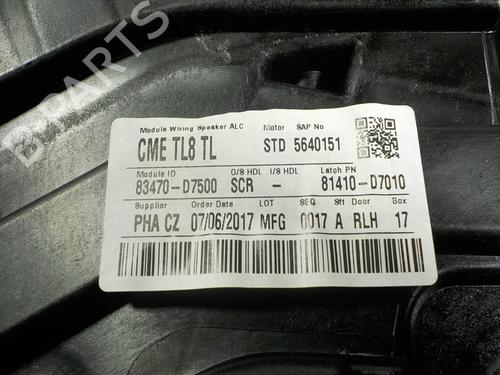 B-PARTS
Module Wiring Speaker ALC Motor SAP No
CME TL8 TL STD 5640151
Module ID O/S HDL I/S HDL Latch PN
83470-D7500 SCR - 81410-D7010
Supplier Order Date LOT SEQ Sft Door Box
PHA CZ 07/06/2017 MFG 0017 A RLH 17